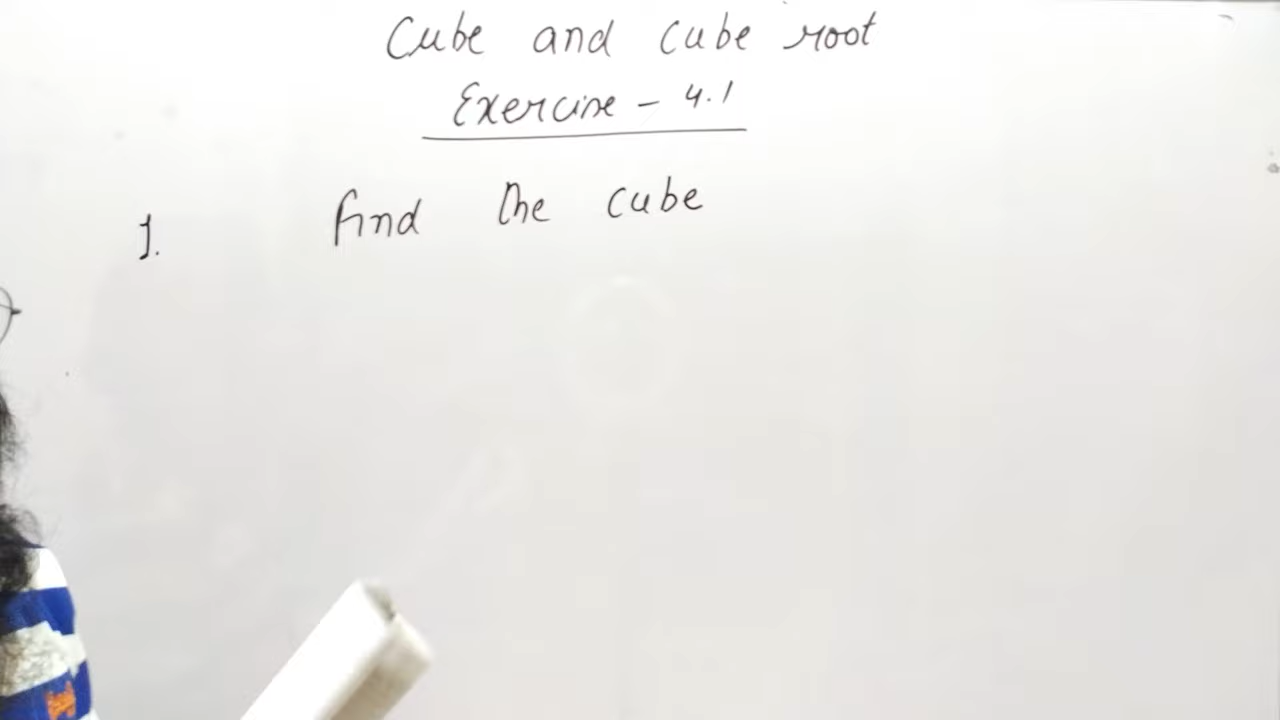 Cube and cube root
Exercise - 4.1
1. find the cube